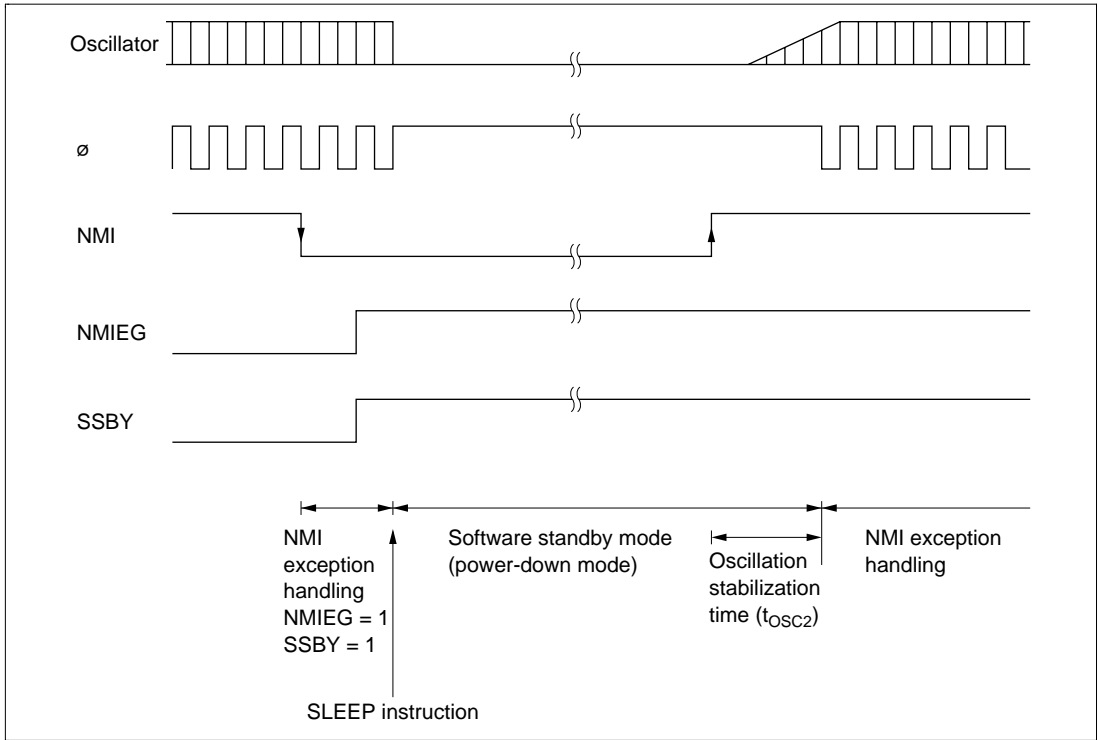 Oscillator
ø
NMI
NMIEG
SSBY
NMI
exception
handling
NMIEG = 1
SSBY = 1
Software standby mode
(power-down mode)
Oscillation
stabilization
time (tOSC2)
NMI exception
handling
SLEEP instruction